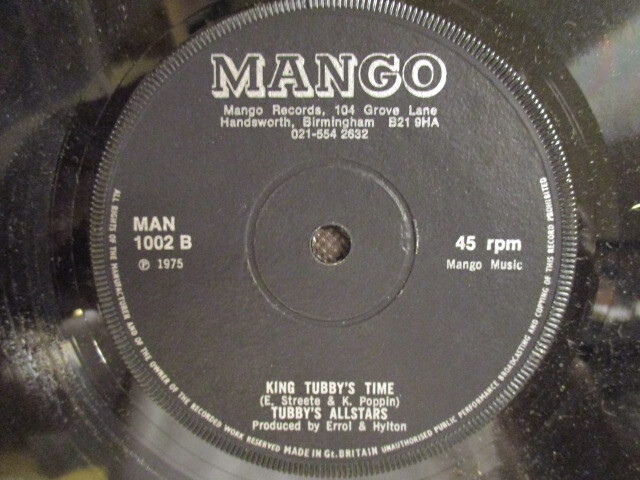 MANGO
Mango Records, 104 Grove Lane
Handsworth, Birmingham B21 9HA
021-554 2632
MAN
1002 B
℗ 1975
45 rpm
Mango Music
KING TUBBY'S TIME
(E. Streete & K. Poppin)
TUBBY'S ALLSTARS
Produced by Errol & Hylton
ALL RIGHTS OF THE MANUFACTURER AND OF THE OWNER OF THE RECORDED WORK RESERVED MADE IN Gt. BRITAIN UNAUTHORISED PUBLIC PERFORMANCE BROADCASTING AND COPYING OF THIS RECORD PROHIBITED